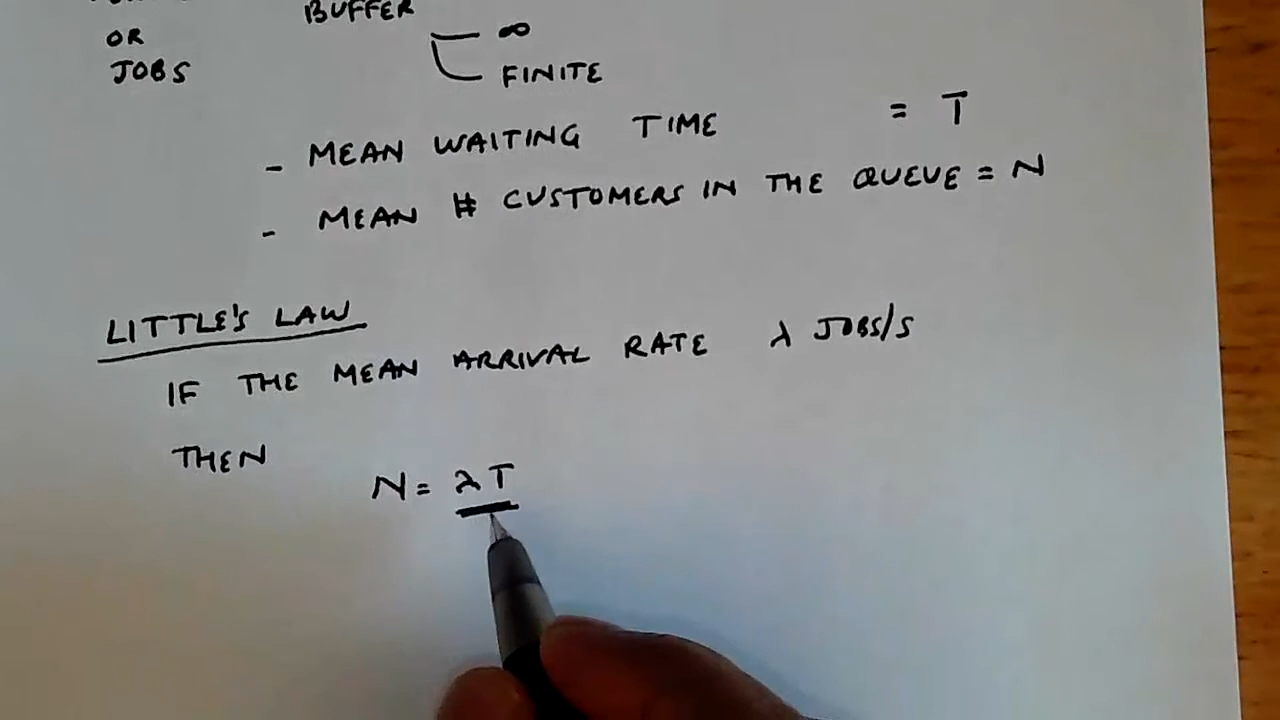 BUFFER
OR
∞
JOBS
FINITE
- MEAN WAITING TIME = T
- MEAN # CUSTOMERS IN THE QUEUE = N
LITTLE'S LAW
IF THE MEAN ARRIVAL RATE λ JOBS/S
THEN
N = λT